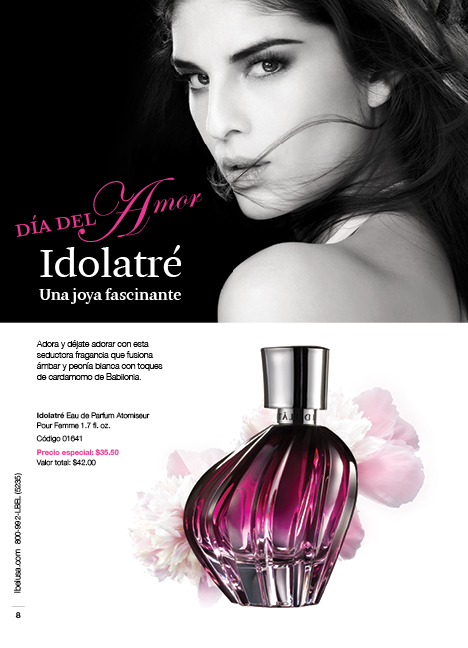 DÍA DEL Amor
Idolatré
Una joya fascinante
Adora y déjate adorar con esta
seductora fragancia que fusiona
ámbar y peonía blanca con toques
de cardamomo de Babilonia.
Idolatré Eau de Parfum Atomiseur
Pour Femme 1.7 fl. oz.
Código 01641
Precio especial: $35.50
Valor total: $42.00
lbelusa.com 800-992-LBEL (5235)
8